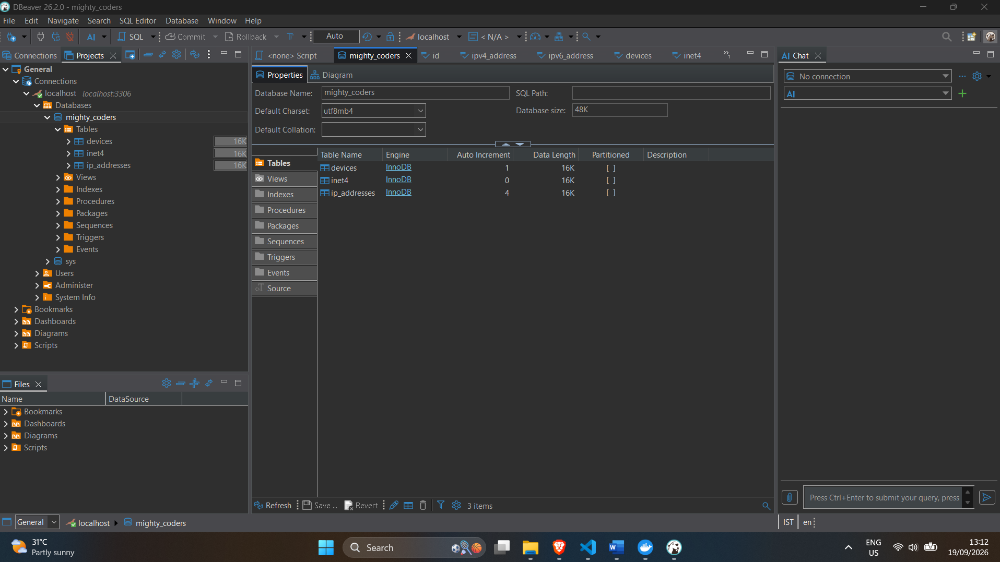 DBeaver 26.2.0 - mighty_coders
File Edit Navigate Search SQL Editor Database Window Help
AI SQL Commit Rollback Auto localhost < N/A >
Connections Projects
General
Connections
localhost localhost:3306
Databases
mighty_coders
Tables
devices 16K
inet4 16K
ip_addresses 16K
Views
Indexes
Procedures
Packages
Sequences
Triggers
Events
sys
Users
Administer
System Info
Bookmarks
Dashboards
Diagrams
Scripts
Files
Name DataSource
Bookmarks
Dashboards
Diagrams
Scripts
<none> Script mighty_coders id ipv4_address ipv6_address devices inet4 »1
Properties Diagram
Database Name: mighty_coders SQL Path:
Default Charset: utf8mb4 Database size: 48K
Default Collation:
Tables
Views
Indexes
Procedures
Packages
Sequences
Triggers
Events
Source
Table Name Engine Auto Increment Data Length Partitioned Description
devices InnoDB 1 16K [ ]
inet4 InnoDB 0 16K [ ]
ip_addresses InnoDB 4 16K [ ]
Refresh Save ... Revert 3 items
AI Chat
No connection
AI
Press Ctrl+Enter to submit your query, press
General localhost mighty_coders
IST en
31°C
Partly sunny
Search
ENG
US
13:12
19/09/2026